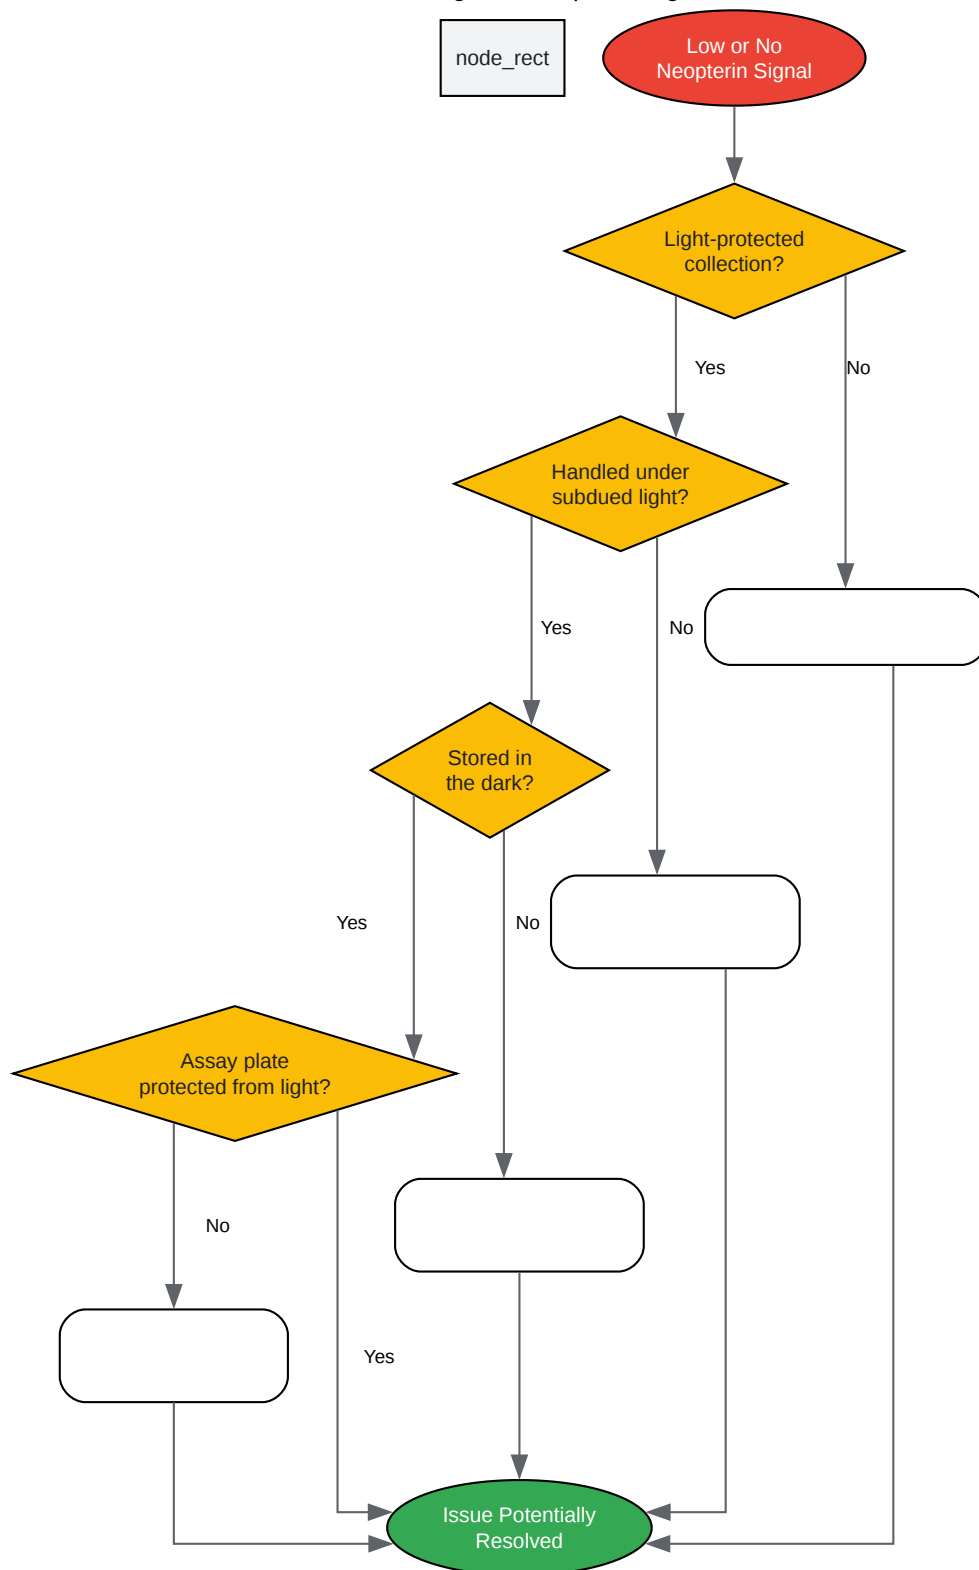 node_rect
Low or No
Neopterin Signal
Light-protected
collection?
Yes
No
Handled under
subdued light?
Yes
No
Stored in
the dark?
Yes
No
Assay plate
protected from light?
No
Yes
Issue Potentially
Resolved